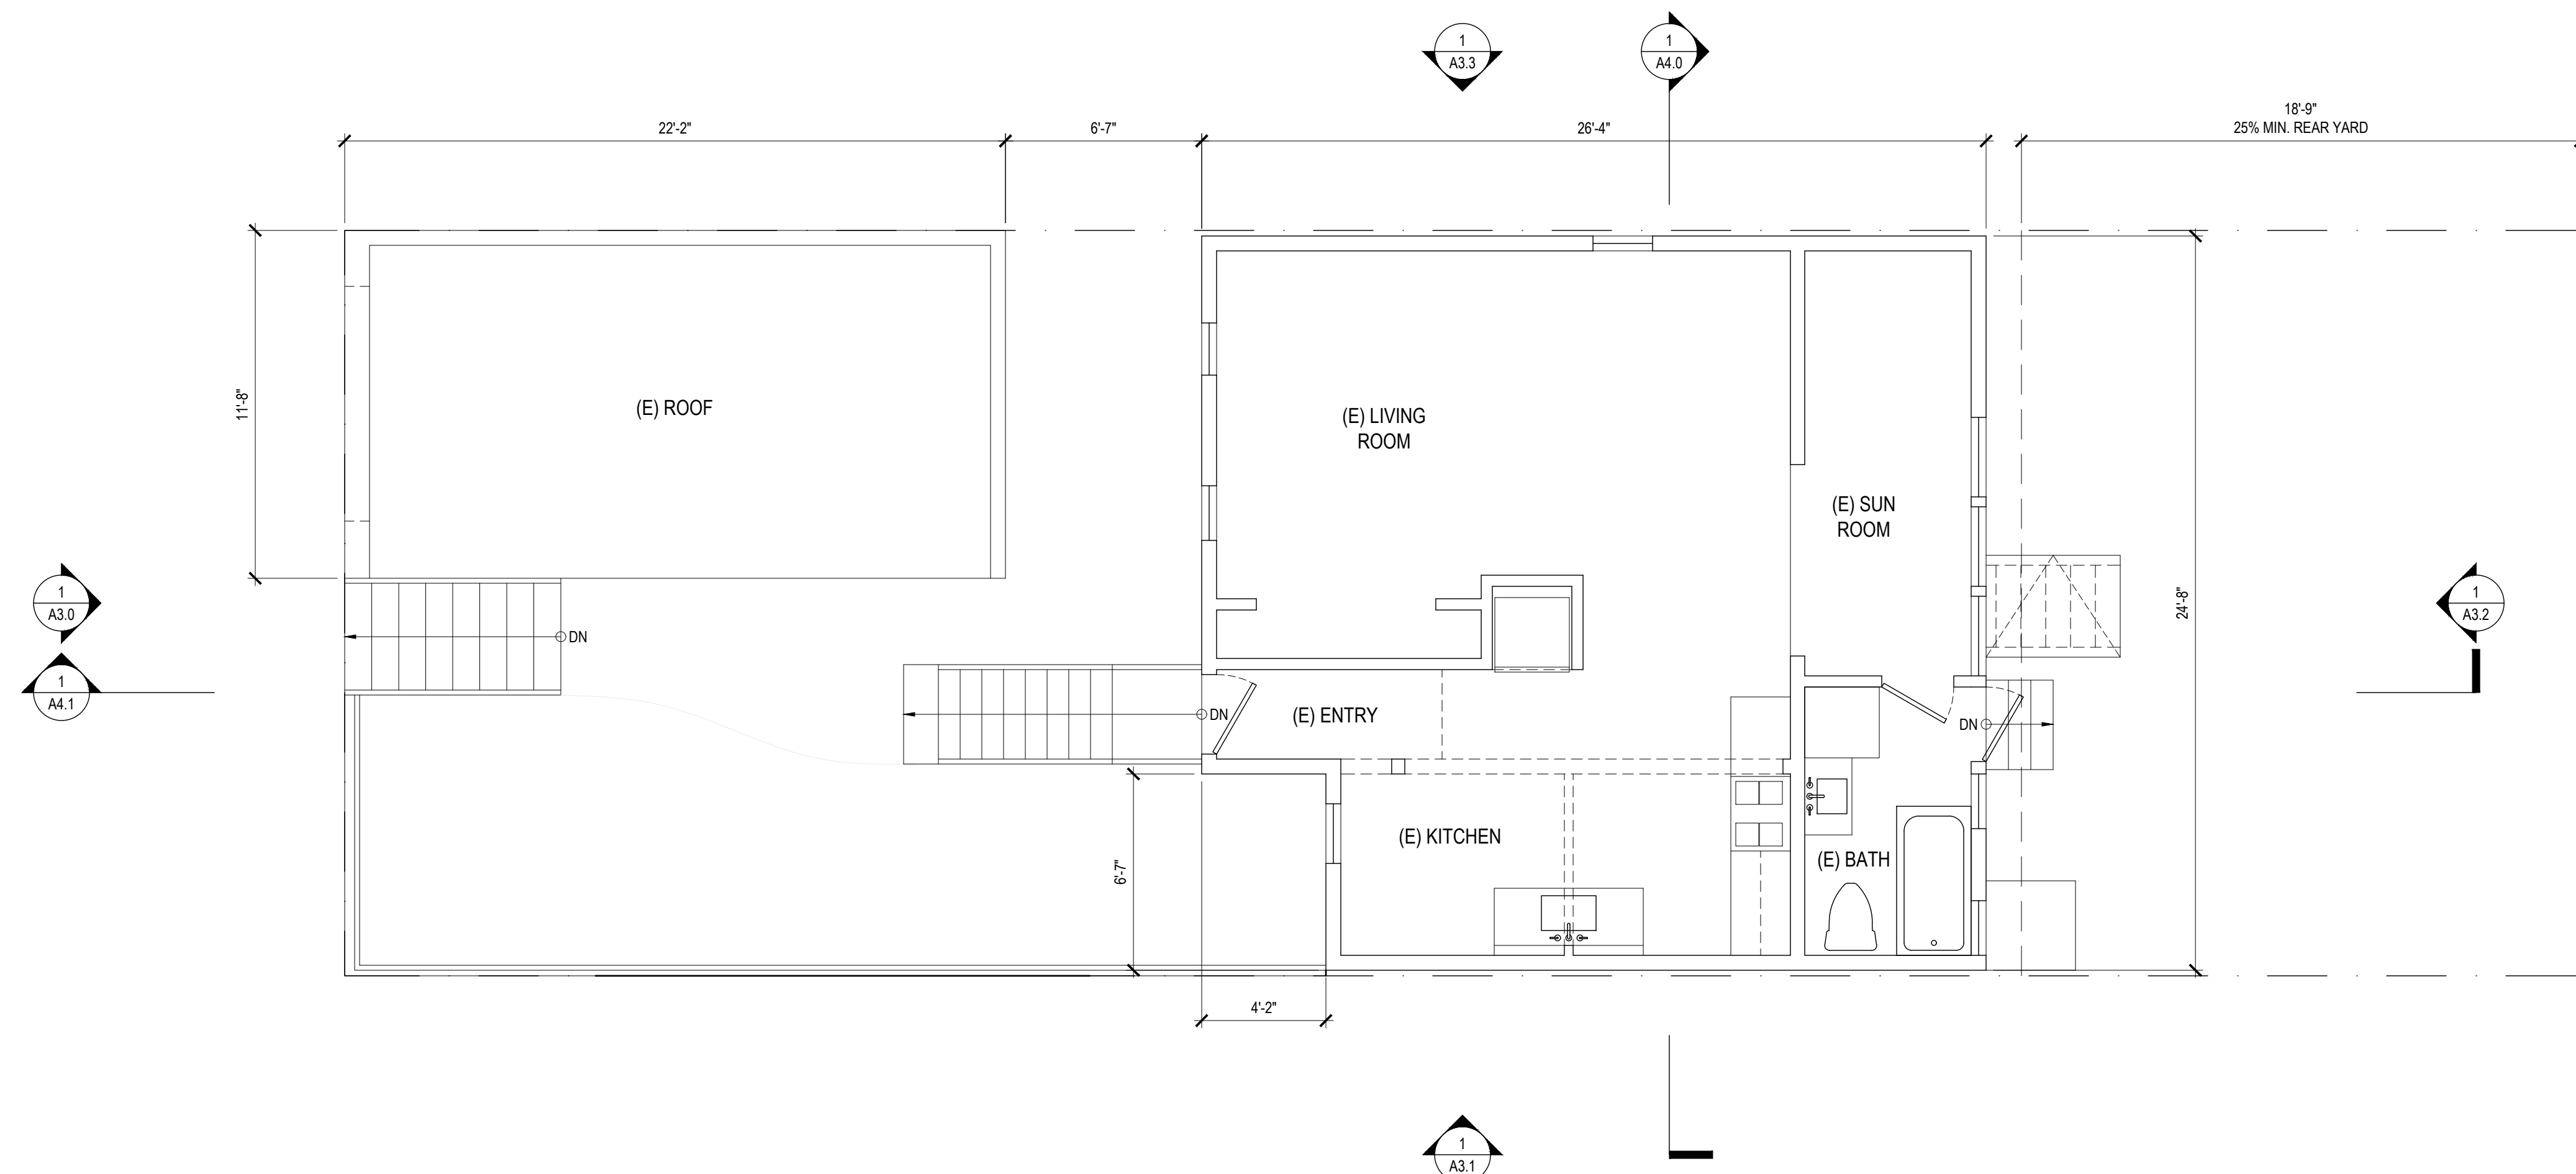 1
A3.3
1
A4.0
18'-9"
25% MIN. REAR YARD
22'-2"
6'-7"
26'-4"
11'-8"
(E) ROOF
(E) LIVING
ROOM
(E) SUN
ROOM
1
A3.0
DN
1
A3.2
24'-8"
1
A4.1
DN
(E) ENTRY
DN
6'-7"
(E) KITCHEN
(E) BATH
4'-2"
1
A3.1